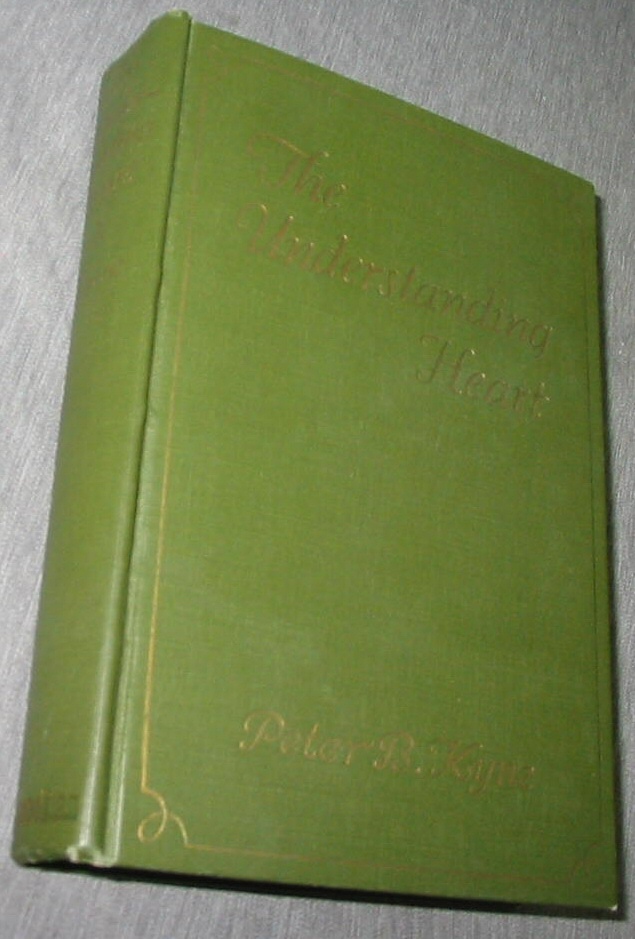 The
Understanding
Heart
Peter B. Kyne